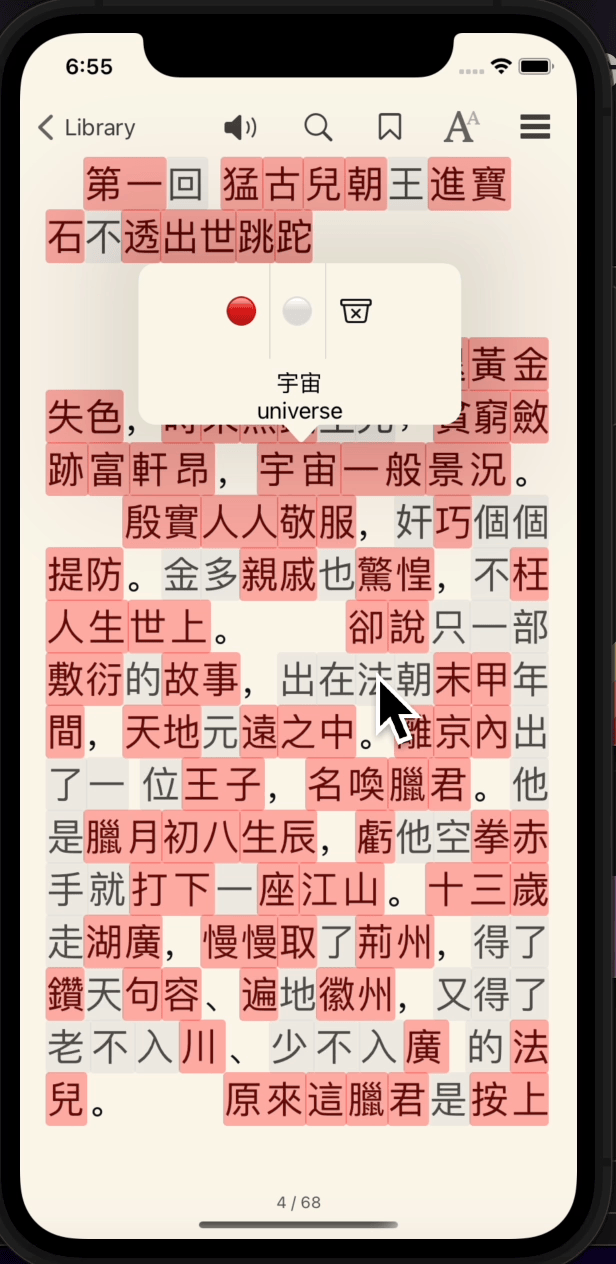 6:55
Library
第一回 猛古兒朝王進寶
石不透出世跳跎
黃金
失色，
貧窮斂
跡富軒昂，宇宙一般景況。
宇宙
universe
殷實人人敬服，奸巧個個
提防。金多親戚也驚惶，不枉
人生世上。 卻說只一部
敷衍的故事，出在法朝末甲年
間，天地元遠之中。離京內出
了一 位王子，名喚臘君。他
是臘月初八生辰，虧他空拳赤
手就打下一座江山。十三歲
走湖廣，慢慢取了荊州，得了
鑽天句容、遍地徽州，又得了
老不入川、少不入廣 的法
兒。 原來這臘君是按上
4 / 68